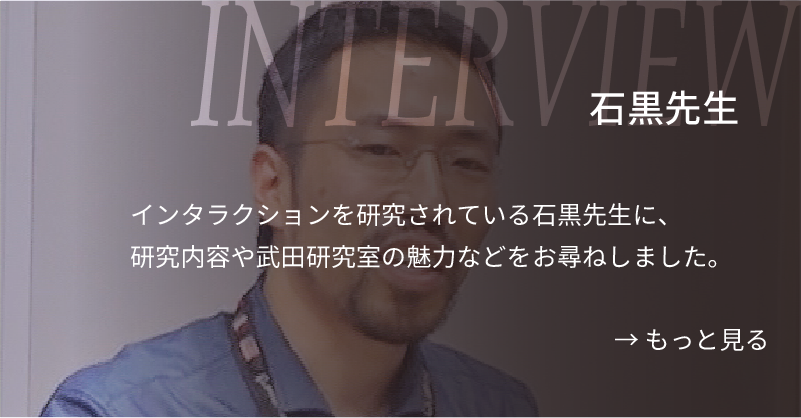 INTERVIEW
石黒先生
インタラクションを研究されている石黒先生に、
研究内容や武田研究室の魅力などをお尋ねしました。
→ もっと見る